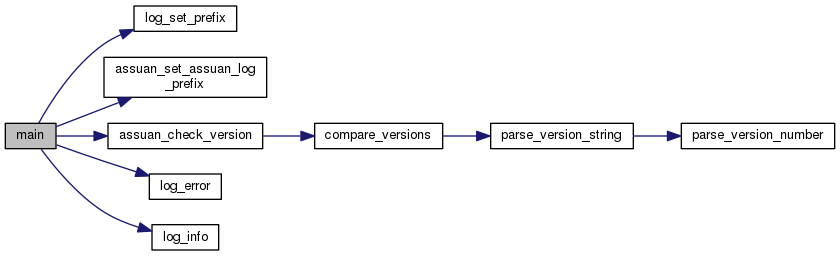 log_set_prefix
assuan_set_assuan_log
_prefix
main
assuan_check_version
compare_versions
parse_version_string
parse_version_number
log_error
log_info